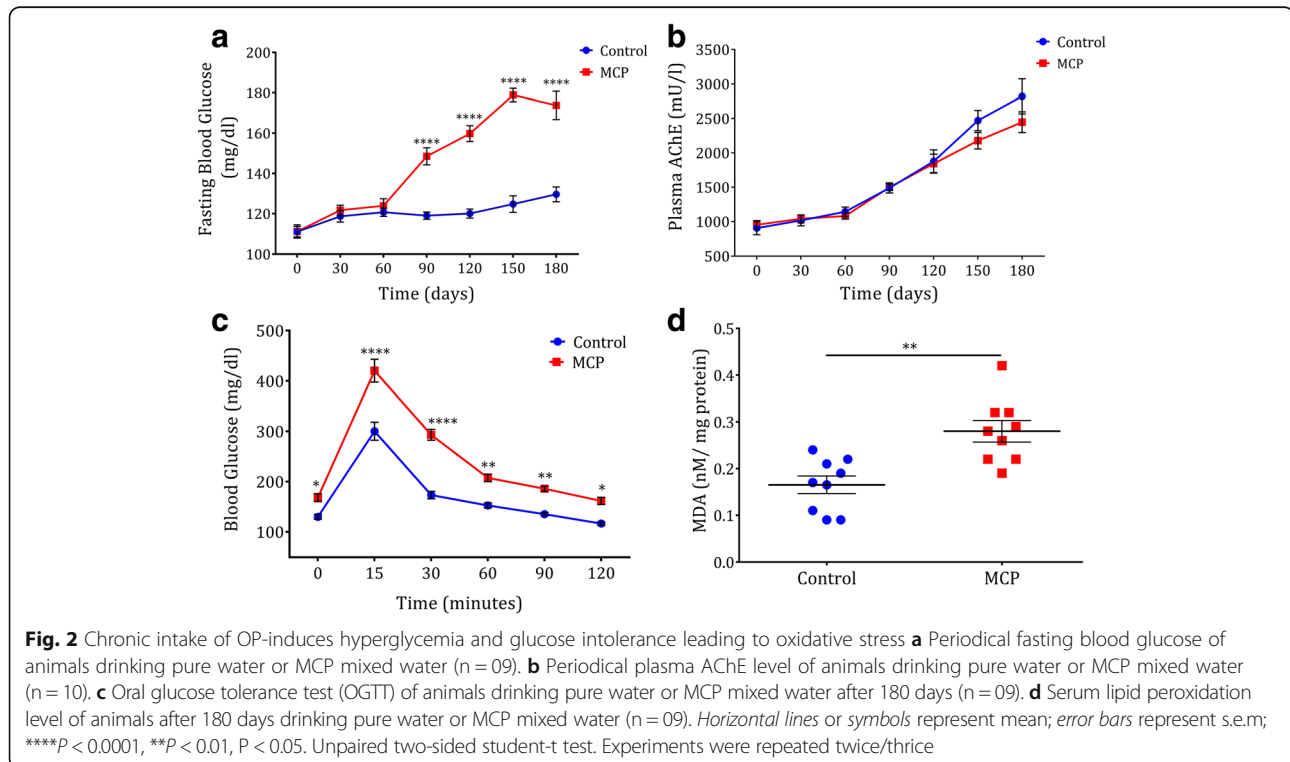 a
Control
MCP
200
180
160
140
120
100
Fasting Blood Glucose
(mg/dl)
****
****
****
****
0 30 60 90 120 150 180
Time (days)
b
Control
MCP
3500
3000
2500
2000
1500
1000
500
Plasma AChE (mU/l)
0 30 60 90 120 150 180
Time (days)
c
Control
MCP
500
400
300
200
100
Blood Glucose (mg/dl)
*
****
****
**
**
*
0 15 30 60 90 120
Time (minutes)
d
0.5
0.4
0.3
0.2
0.1
0.0
MDA (nM/ mg protein)
**
Control MCP
Fig. 2 Chronic intake of OP-induces hyperglycemia and glucose intolerance leading to oxidative stress a Periodical fasting blood glucose of
animals drinking pure water or MCP mixed water (n = 09). b Periodical plasma AChE level of animals drinking pure water or MCP mixed water
(n = 10). c Oral glucose tolerance test (OGTT) of animals drinking pure water or MCP mixed water after 180 days (n = 09). d Serum lipid peroxidation
level of animals after 180 days drinking pure water or MCP mixed water (n = 09). Horizontal lines or symbols represent mean; error bars represent s.e.m;
****P < 0.0001, **P < 0.01, P < 0.05. Unpaired two-sided student-t test. Experiments were repeated twice/thrice